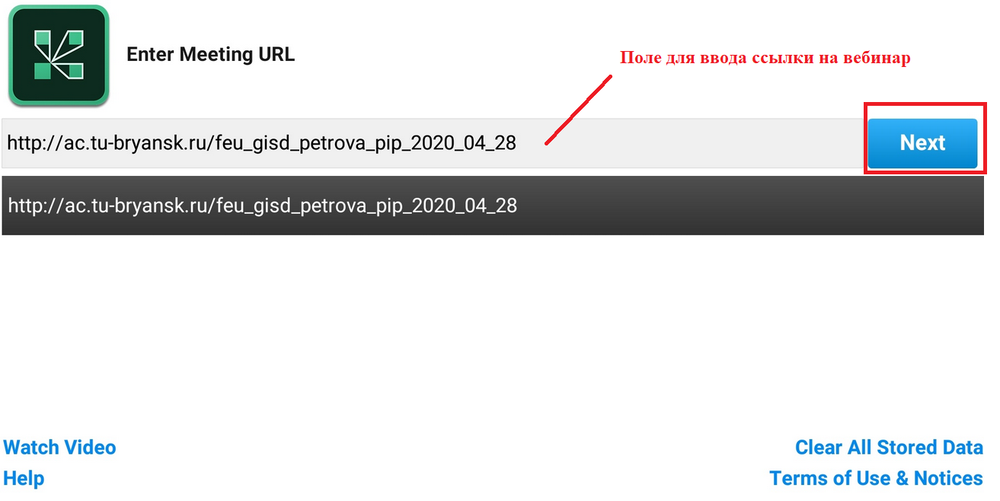 Enter Meeting URL
Поле для ввода ссылки на вебинар
http://ac.tu-bryansk.ru/feu_gisd_petrova_pip_2020_04_28
Next
http://ac.tu-bryansk.ru/feu_gisd_petrova_pip_2020_04_28
Watch Video
Clear All Stored Data
Help
Terms of Use & Notices